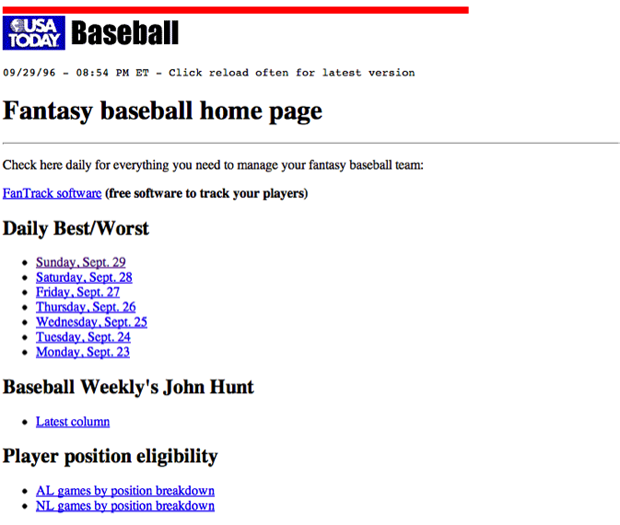 USA TODAY Baseball
09/29/96 - 08:54 PM ET - Click reload often for latest version
Fantasy baseball home page
Check here daily for everything you need to manage your fantasy baseball team:
FanTrack software (free software to track your players)
Daily Best/Worst
Sunday, Sept. 29
Saturday, Sept. 28
Friday, Sept. 27
Thursday, Sept. 26
Wednesday, Sept. 25
Tuesday, Sept. 24
Monday, Sept. 23
Baseball Weekly's John Hunt
Latest column
Player position eligibility
AL games by position breakdown
NL games by position breakdown